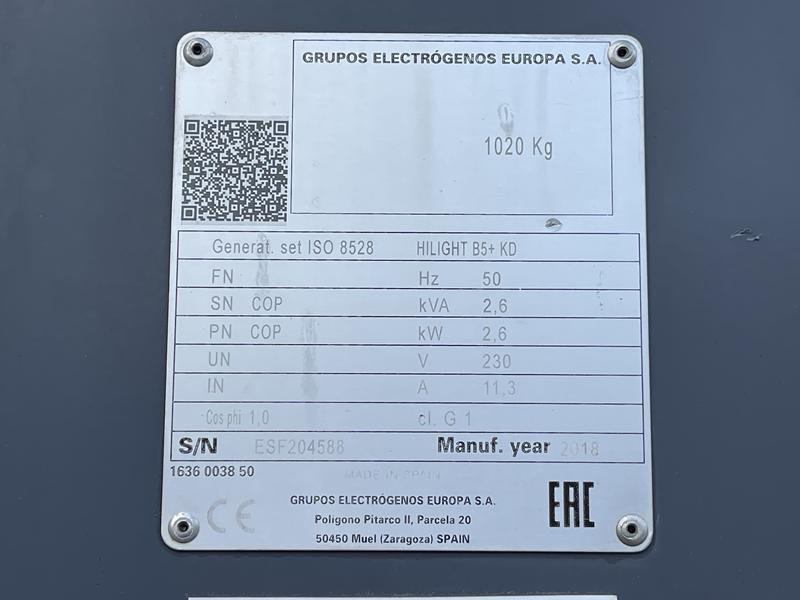 GRUPOS ELECTRÓGENOS EUROPA S.A.
1020 Kg
Generat. set ISO 8528 HILIGHT B5+ KD
FN Hz 50
SN COP kVA 2,6
PN COP kW 2,6
UN V 230
IN A 11,3
Cos phi 1,0 cl. G 1
S/N ESF204588 Manuf. year 2018
1636 0038 50 MADE IN SPAIN
GRUPOS ELECTRÓGENOS EUROPA S.A.
Poligono Pitarco II, Parcela 20
50450 Muel (Zaragoza) SPAIN
CE
EAC